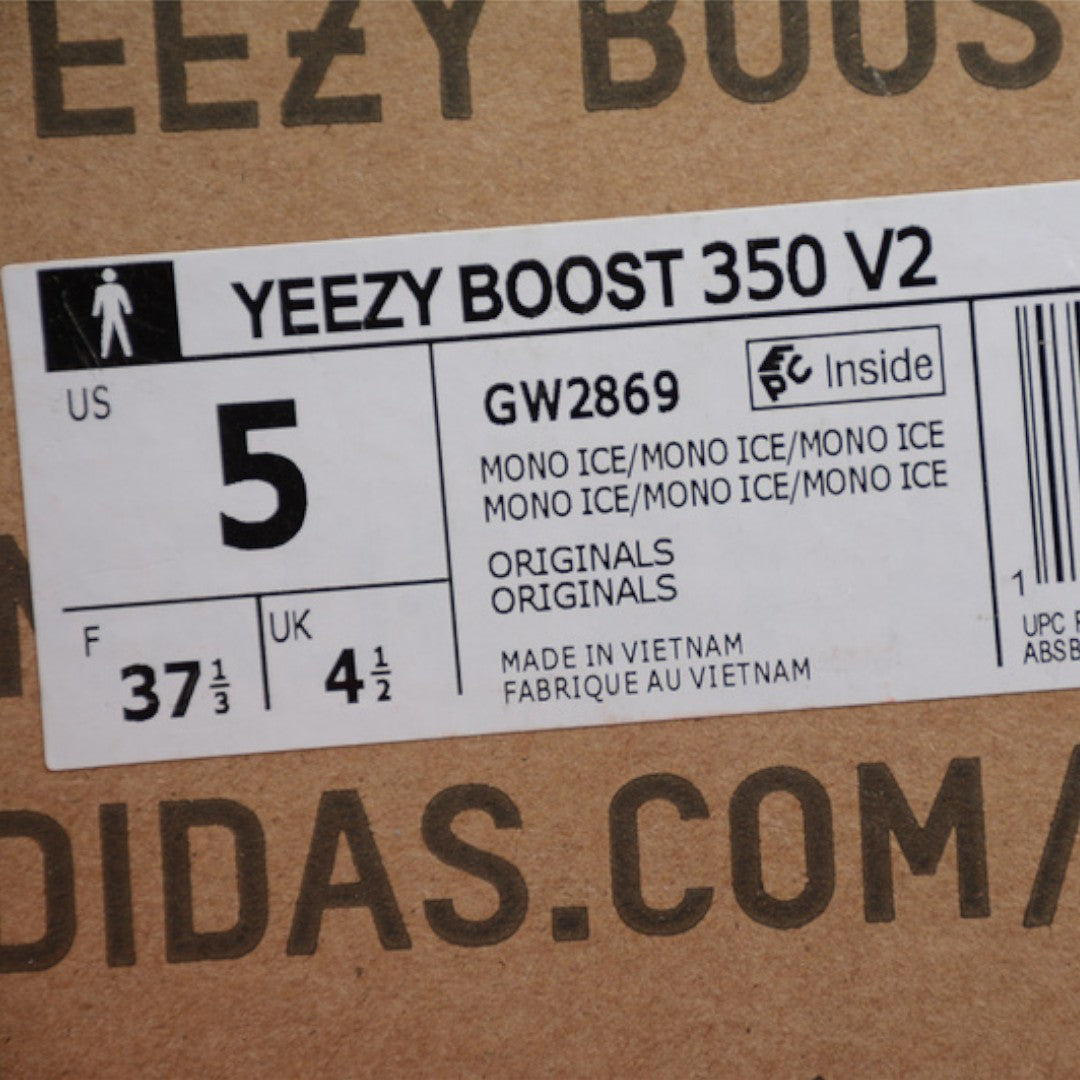 YEEZY BOOST 350 V2
US
5
F
37 1/3
UK
4 1/2
GW2869
EPC Inside
MONO ICE/MONO ICE/MONO ICE
MONO ICE/MONO ICE/MONO ICE
ORIGINALS
ORIGINALS
MADE IN VIETNAM
FABRIQUE AU VIETNAM
1
UPC
DIDAS.COM/